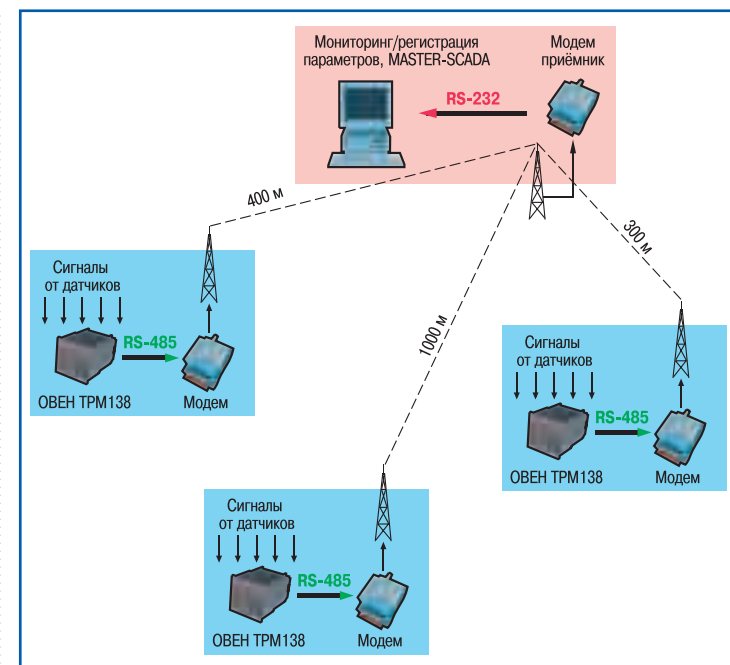 Мониторинг/регистрация
параметров, MASTER-SCADA
Модем
приёмник
RS-232
400 м
300 м
1000 м
Сигналы
от датчиков
RS-485
ОВЕН ТРМ138
Модем
Сигналы
от датчиков
RS-485
ОВЕН ТРМ138
Модем
Сигналы
от датчиков
RS-485
ОВЕН ТРМ138
Модем